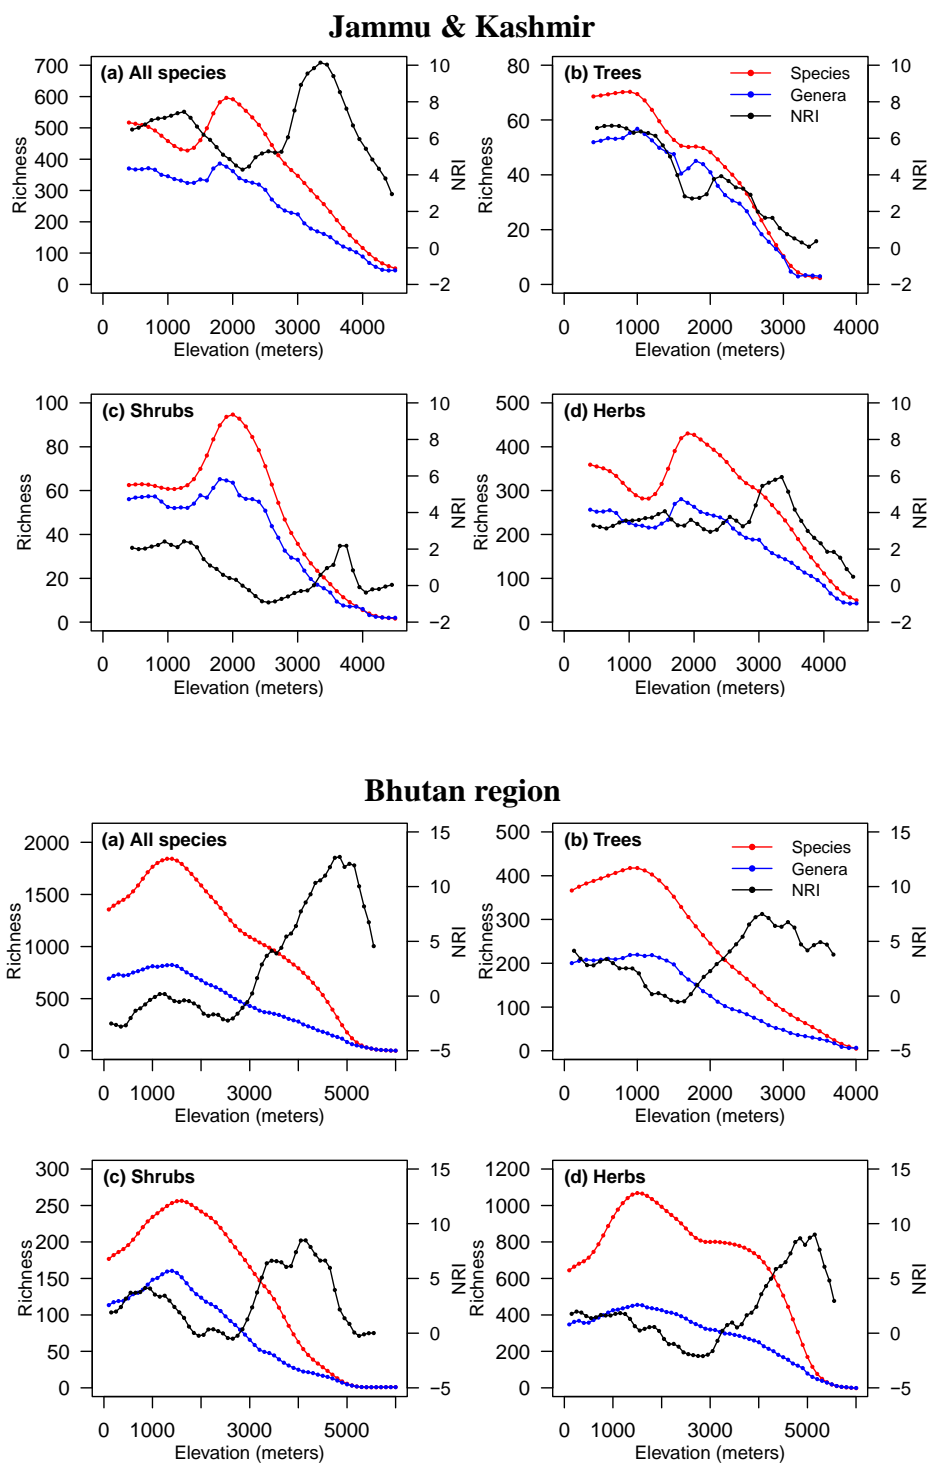 Jammu & Kashmir
(a) All species
700
600
500
400
300
200
100
0
Richness
10
8
6
4
2
0
−2
NRI
0 1000 2000 3000 4000
Elevation (meters)
(b) Trees
Species
Genera
NRI
80
60
40
20
0
Richness
10
8
6
4
2
0
−2
NRI
0 1000 2000 3000 4000
Elevation (meters)
(c) Shrubs
100
80
60
40
20
0
Richness
10
8
6
4
2
0
−2
NRI
0 1000 2000 3000 4000
Elevation (meters)
(d) Herbs
500
400
300
200
100
0
Richness
10
8
6
4
2
0
−2
NRI
0 1000 2000 3000 4000
Elevation (meters)
Bhutan region
(a) All species
2000
1500
1000
500
0
Richness
15
10
5
0
−5
NRI
0 1000 3000 5000
Elevation (meters)
(b) Trees
Species
Genera
NRI
500
400
300
200
100
0
Richness
15
10
5
0
−5
NRI
0 1000 2000 3000 4000
Elevation (meters)
(c) Shrubs
300
250
200
150
100
50
0
Richness
15
10
5
0
−5
NRI
0 1000 3000 5000
Elevation (meters)
(d) Herbs
1200
1000
800
600
400
200
0
Richness
15
10
5
0
−5
NRI
0 1000 3000 5000
Elevation (meters)